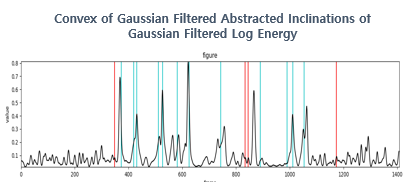 Convex of Gaussian Filtered Abstracted Inclinations of
Gaussian Filtered Log Energy
figure
0.8
0.7
0.6
0.5
0.4
0.3
0.2
0.1
0 200 400 600 800 1000 1200 1400